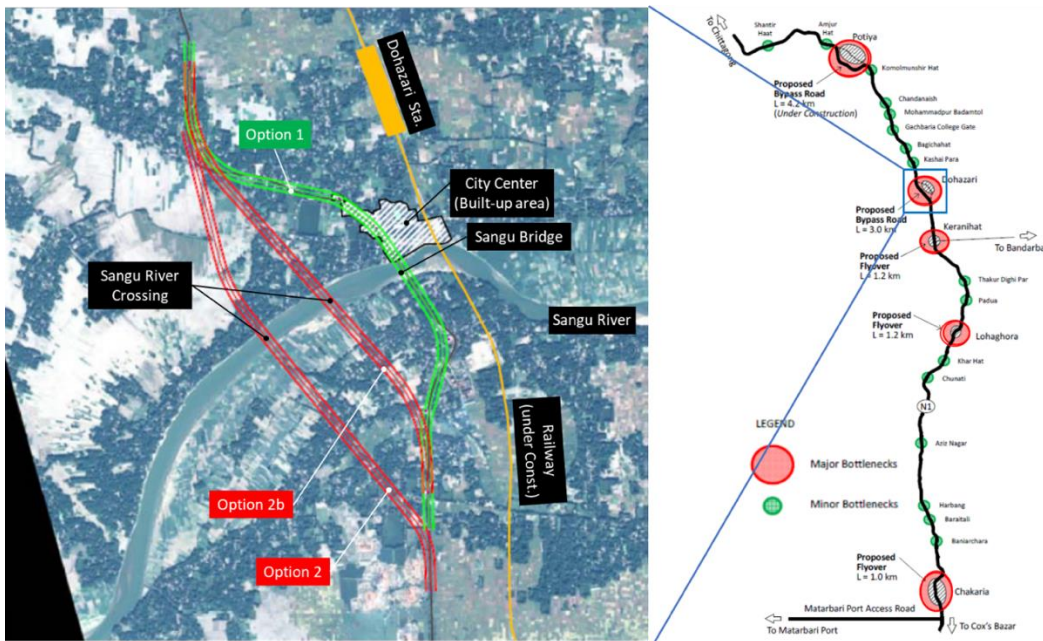 Option 1
Dohazari Sta.
City Center
(Built-up area)
Sangu Bridge
Sangu River
Crossing
Sangu River
Railway
(under Const.)
Option 2b
Option 2
To Chittagong
Shantir
Haat
Amjur
Hat
Potiya
Komolmunshir Hat
Proposed
Bypass Road
L = 4.2 km
(Under Construction)
Chandanaish
Mohammadpur Badamtol
Gachbaria College Gate
Bagichahat
Kashai Para
Dohazari
Proposed
Bypass Road
L = 3.0 km
Keranihat
To Bandarba
Proposed
Flyover
L = 1.2 km
Thakur Dighi Par
Padua
Proposed
Flyover
L = 1.2 km
Lohaghora
Khar Hat
Chunati
N1
LEGEND
Major Bottlenecks
Minor Bottlenecks
Aziz Nagar
Harbang
Baraitali
Baniarchara
Proposed
Flyover
L = 1.0 km
Chakaria
Matarbari Port Access Road
To Matarbari Port
To Cox's Bazar